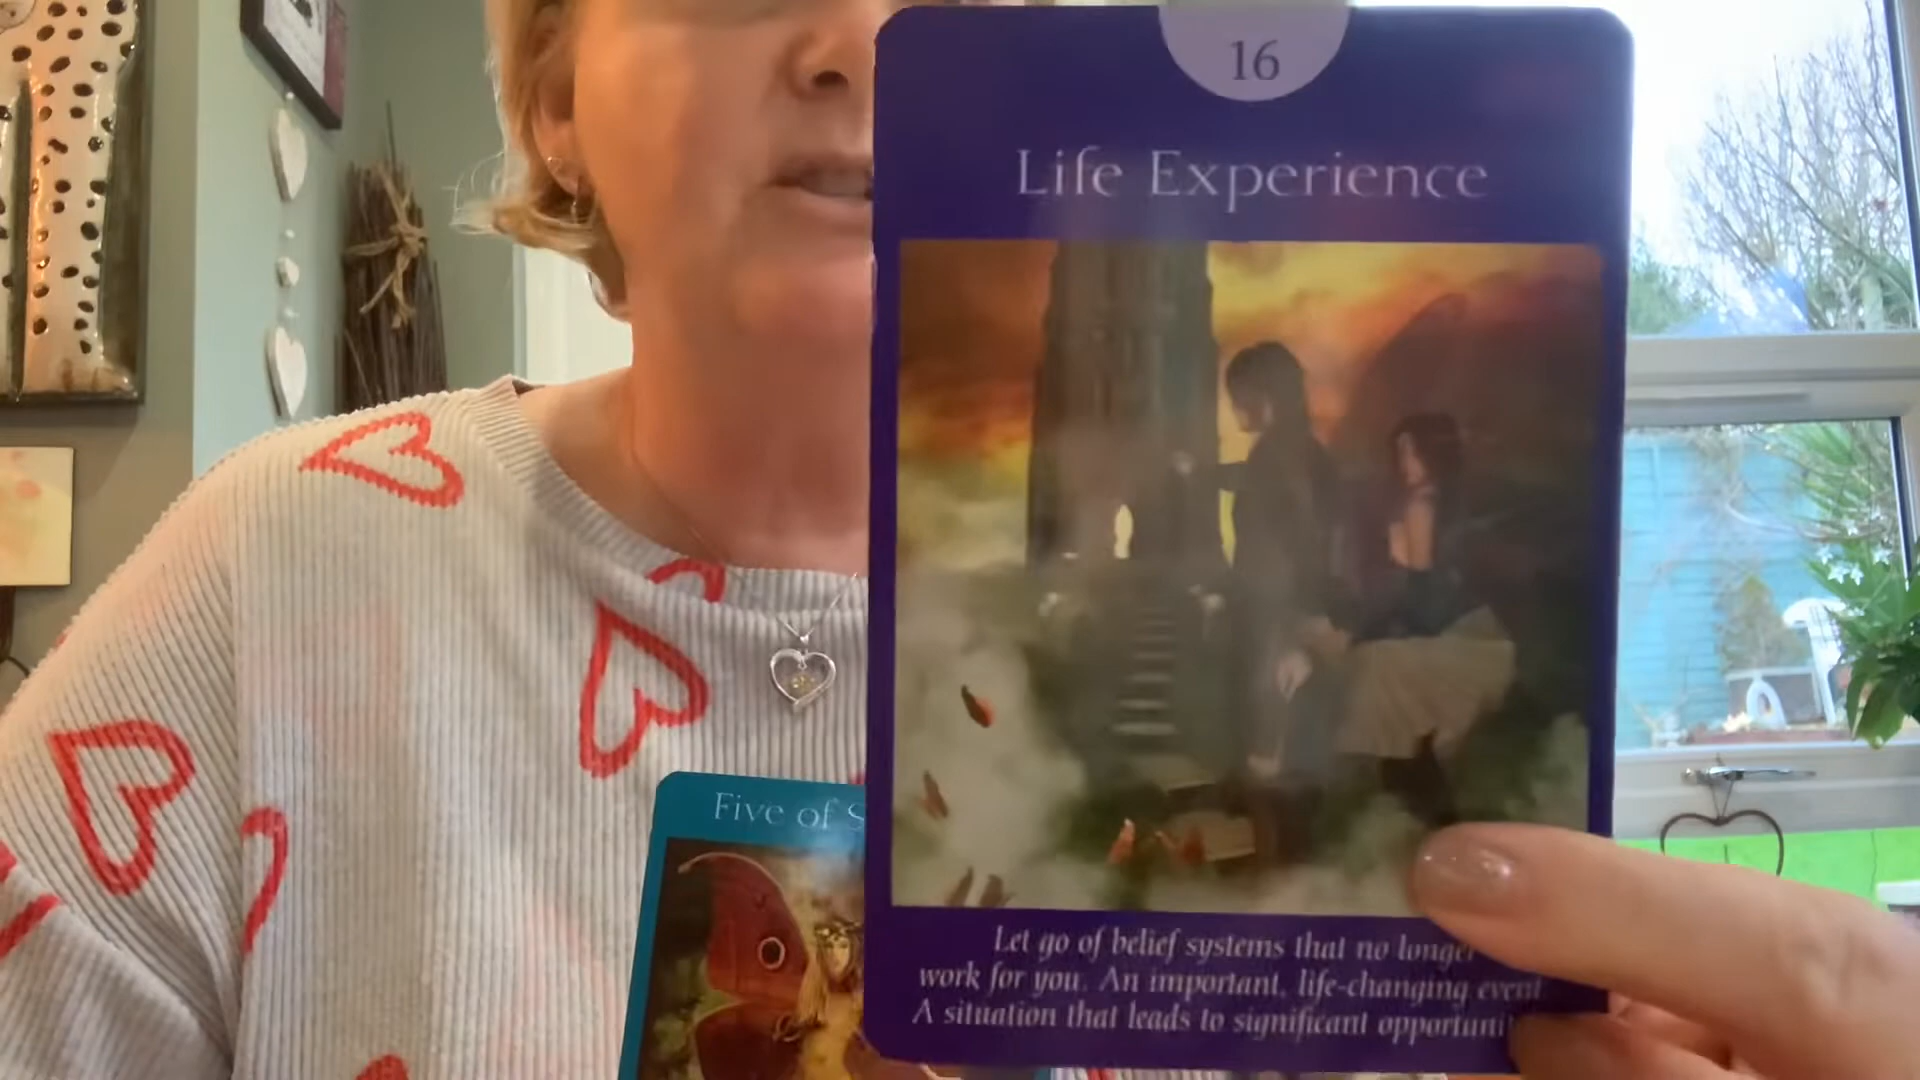 16
Life Experience
Five of
Let go of belief systems that no longer
work for you. An important, life-changing event
A situation that leads to significant